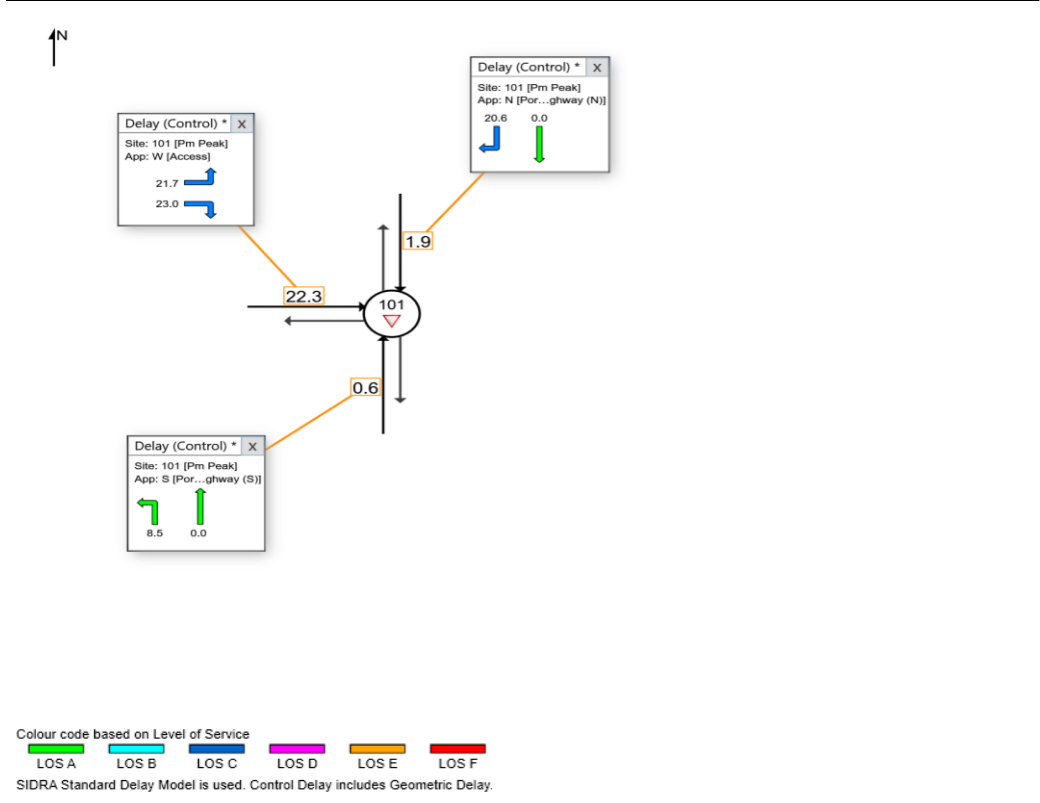 N
Delay (Control) * X
Site: 101 [Pm Peak]
App: N [Por...ghway (N)]
20.6 0.0
Delay (Control) * X
Site: 101 [Pm Peak]
App: W [Access]
21.7
23.0
1.9
22.3
101
0.6
Delay (Control) * X
Site: 101 [Pm Peak]
App: S [Por...ghway (S)]
8.5 0.0
Colour code based on Level of Service
LOS A LOS B LOS C LOS D LOS E LOS F
SIDRA Standard Delay Model is used. Control Delay includes Geometric Delay.